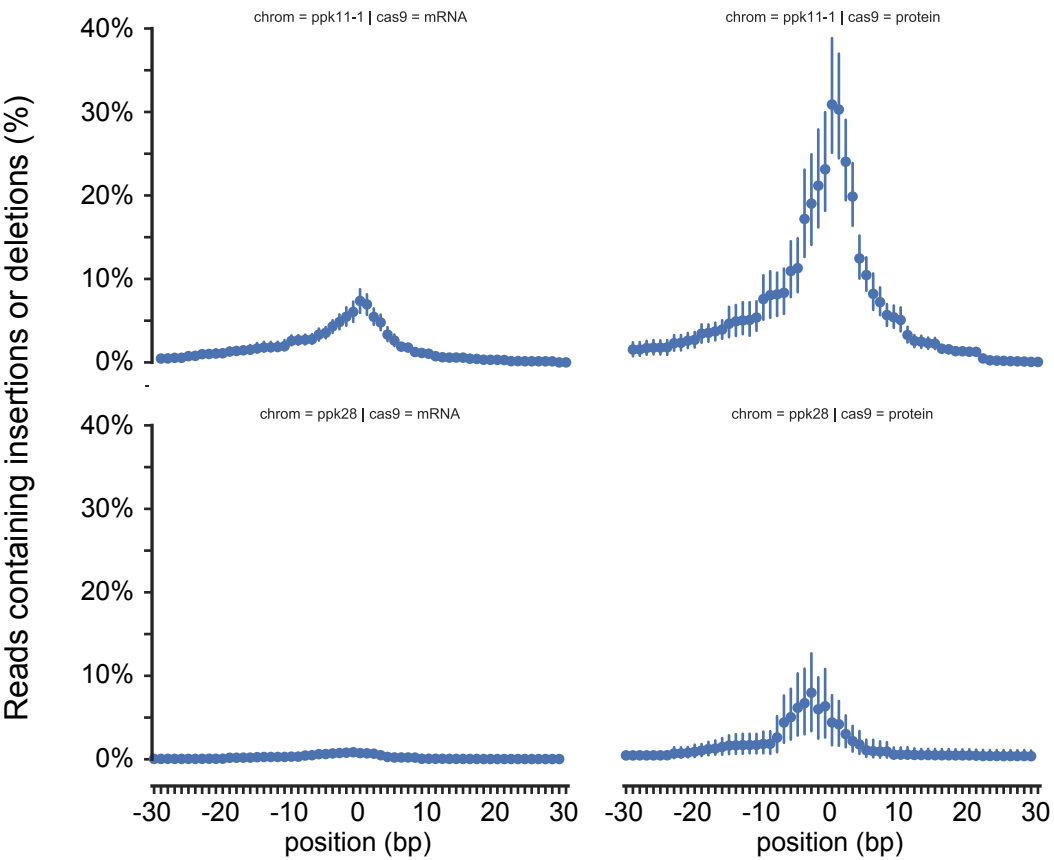 chrom = ppk11-1 | cas9 = mRNA
chrom = ppk11-1 | cas9 = protein
Reads containing insertions or deletions (%)
40%
30%
20%
10%
0%
chrom = ppk28 | cas9 = mRNA
chrom = ppk28 | cas9 = protein
40%
30%
20%
10%
0%
-30 -20 -10 0 10 20 30
-30 -20 -10 0 10 20 30
position (bp)
position (bp)